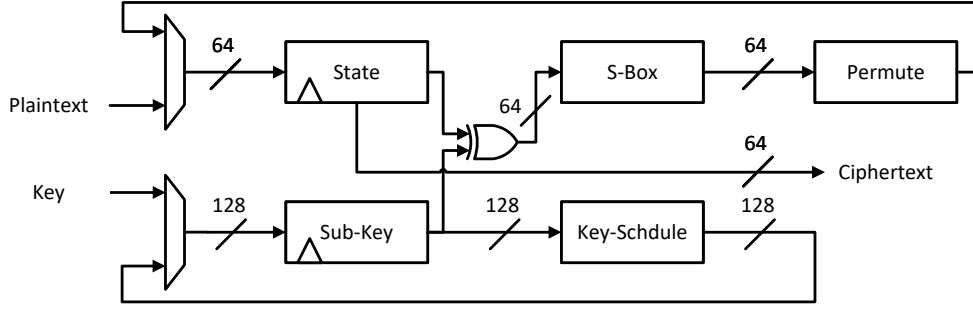 64
State
S-Box
64
Permute
Plaintext
64
64
Ciphertext
Key
128
Sub-Key
128
Key-Schdule
128